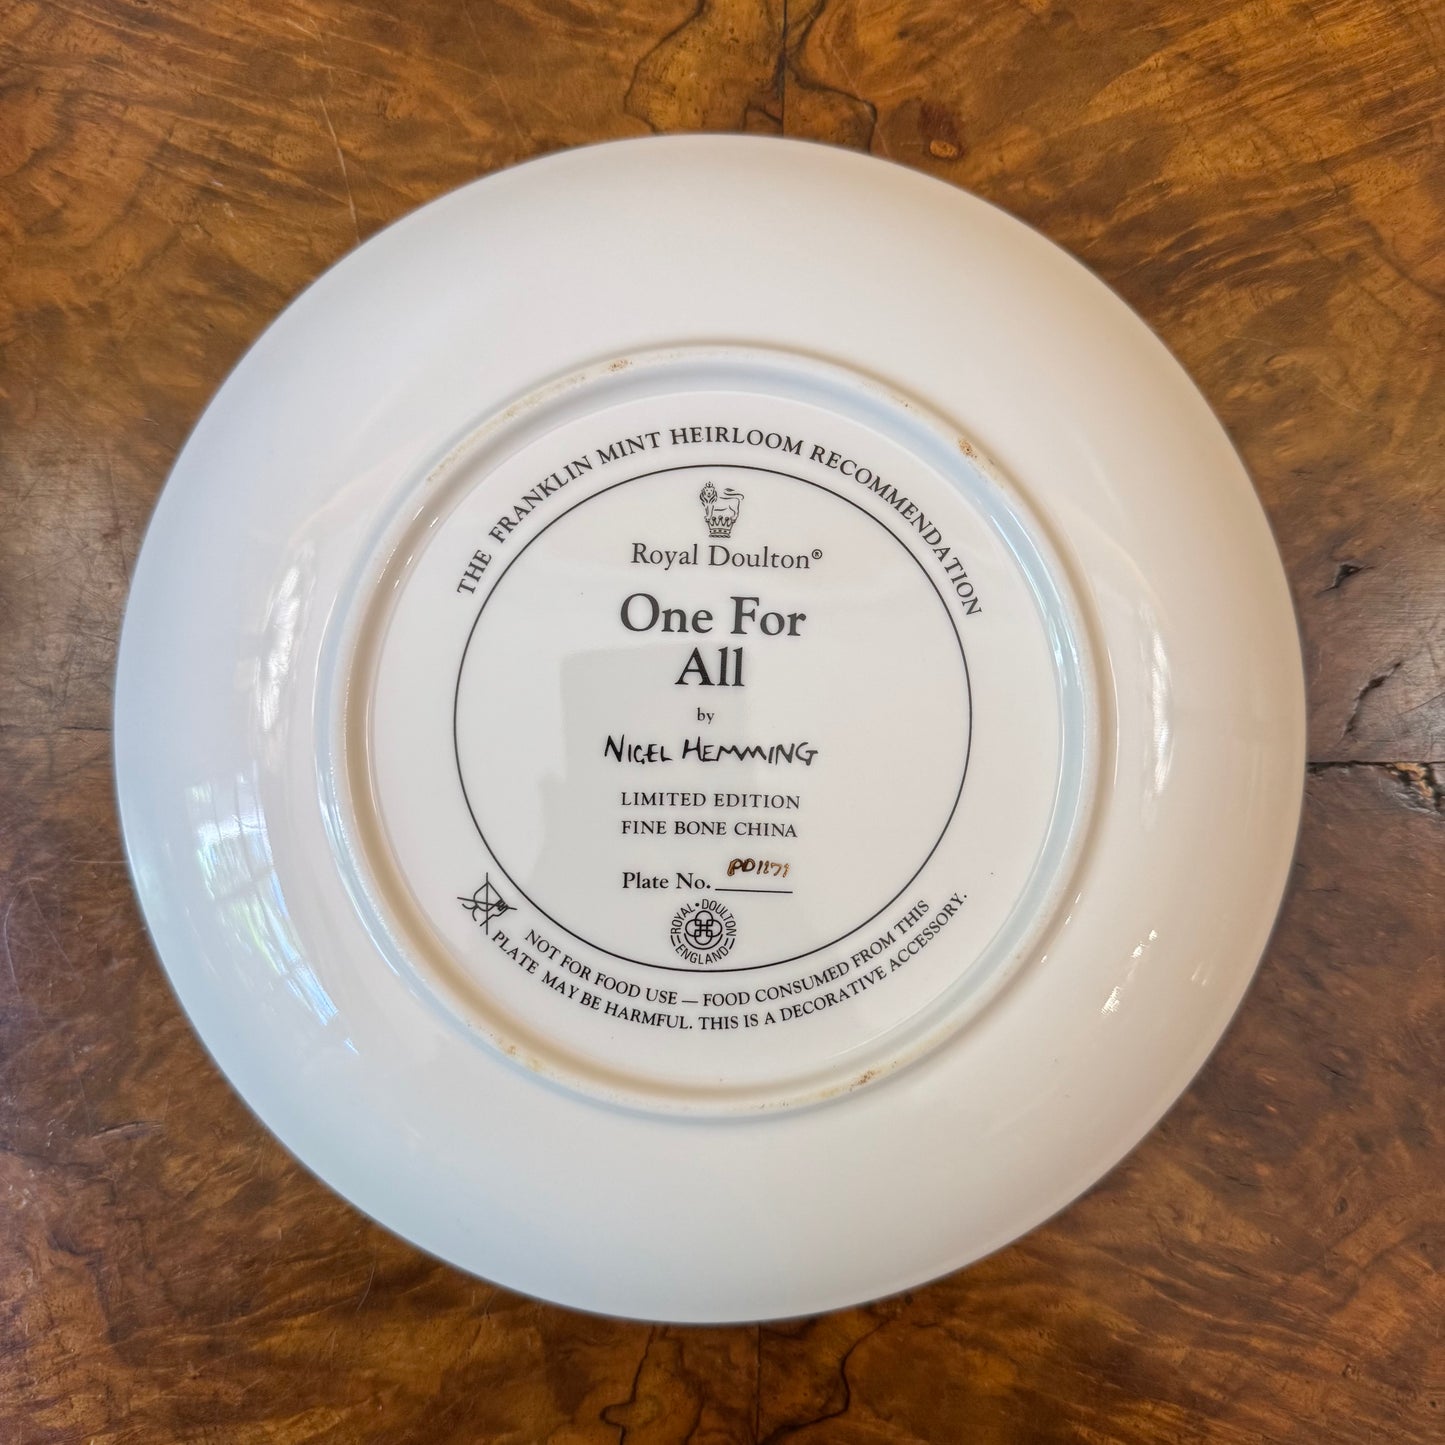 THE FRANKLIN MINT HEIRLOOM RECOMMENDATION
Royal Doulton®
One For
All
by
NIGEL HEMMING
LIMITED EDITION
FINE BONE CHINA
Plate No.
ROYAL • DOULTON
ENGLAND
NOT FOR FOOD USE — FOOD CONSUMED FROM THIS
PLATE MAY BE HARMFUL. THIS IS A DECORATIVE ACCESSORY.